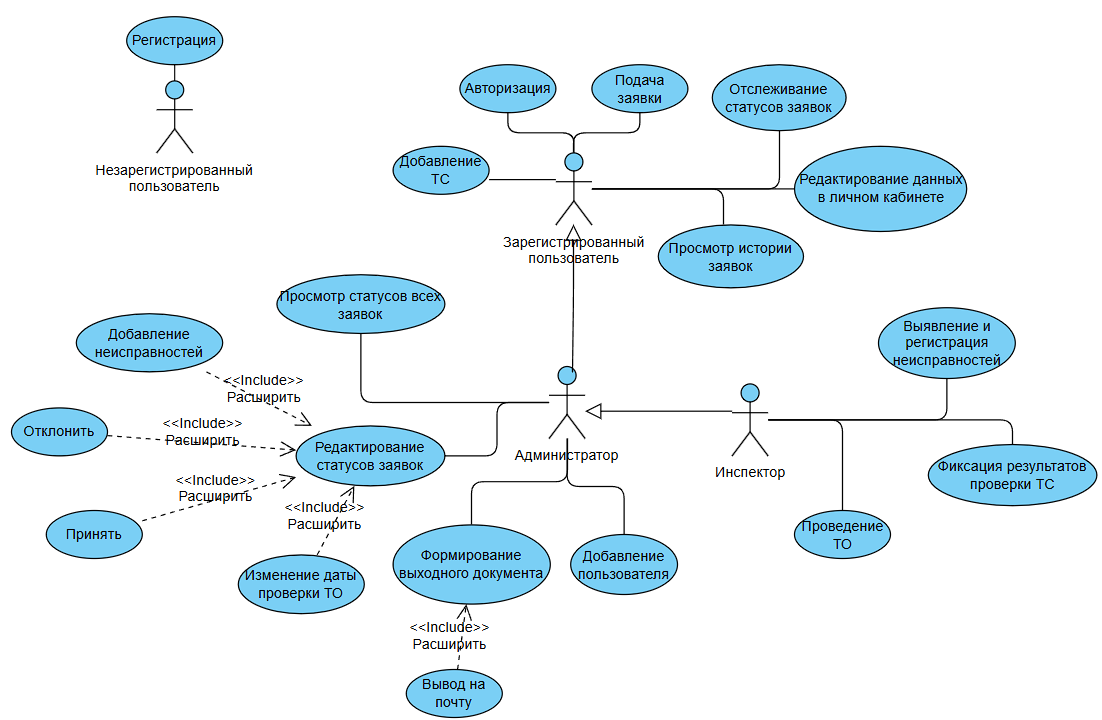 Регистрация
Незарегистрированный
пользователь
Авторизация
Подача
заявки
Отслеживание
статусов заявок
Добавление
ТС
Редактирование данных
в личном кабинете
Зарегистрированный
пользователь
Просмотр истории
заявок
Просмотр статусов всех
заявок
Добавление
неисправностей
Выявление и
регистрация
неисправностей
<<Include>>
Расширить
Отклонить
<<Include>>
Расширить
Редактирование
статусов заявок
Администратор
Инспектор
Фиксация результатов
проверки ТС
<<Include>>
Расширить
Принять
<<Include>>
Расширить
Проведение
ТО
Изменение даты
проверки ТО
Формирование
выходного документа
Добавление
пользователя
<<Include>>
Расширить
Вывод на
почту